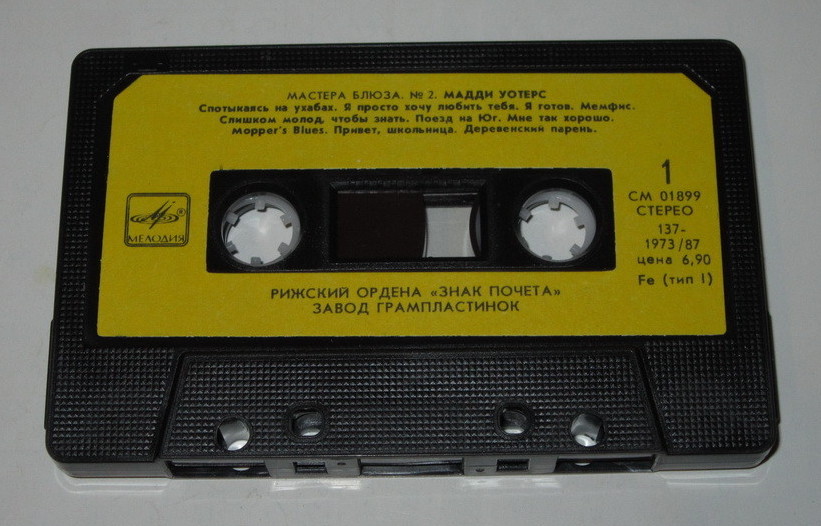 МАСТЕРА БЛЮЗА. № 2. МАДДИ УОТЕРС
Спотыкаясь на ухабах. Я просто хочу любить тебя. Я готов. Мемфис.
Слишком молод, чтобы знать. Поезд на Юг. Мне так хорошо.
Mopper's Blues. Привет, школьница. Деревенский парень.
1
СМ 01899
СТЕРЕО
137-
1973/87
цена 6,90
Fe (тип I)
МЕЛОДИЯ
®
РИЖСКИЙ ОРДЕНА «ЗНАК ПОЧЕТА»
ЗАВОД ГРАМПЛАСТИНОК